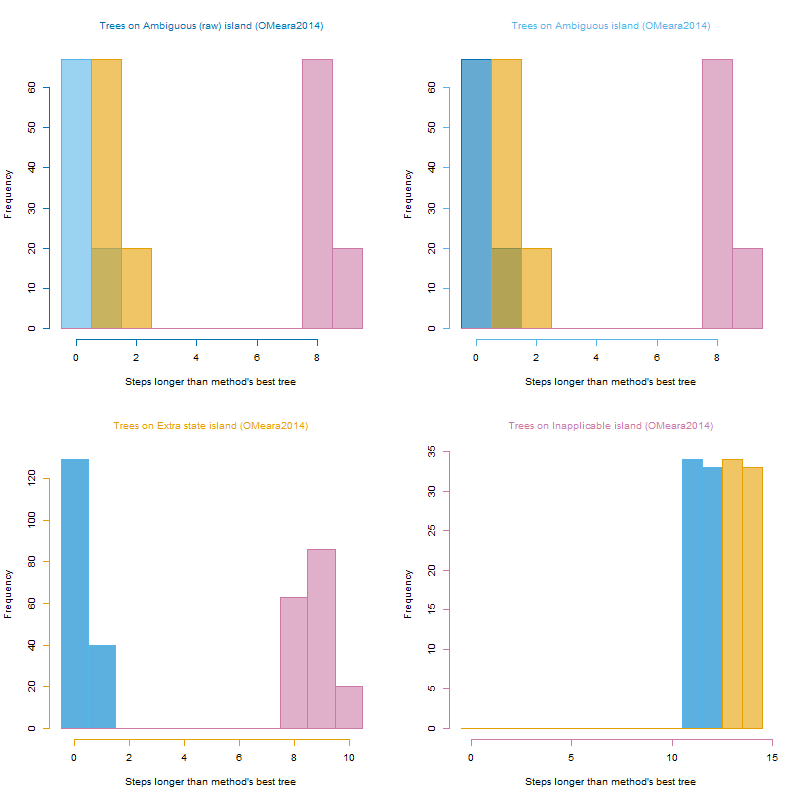 Trees on Ambiguous (raw) island (OMeara2014)
Frequency
0
10
20
30
40
50
60
0 2 4 6 8
Steps longer than method's best tree
Trees on Ambiguous island (OMeara2014)
Frequency
0
10
20
30
40
50
60
0 2 4 6 8
Steps longer than method's best tree
Trees on Extra state island (OMeara2014)
Frequency
0
20
40
60
80
100
120
0 2 4 6 8 10
Steps longer than method's best tree
Trees on Inapplicable island (OMeara2014)
Frequency
0
5
10
15
20
25
30
35
0 5 10 15
Steps longer than method's best tree